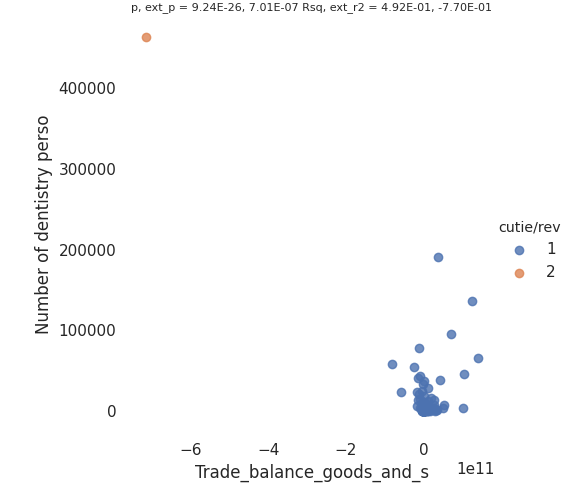 p, ext_p = 9.24E-26, 7.01E-07 Rsq, ext_r2 = 4.92E-01, -7.70E-01
400000
300000
200000
100000
0
Number of dentistry perso
cutie/rev
1
2
−6 −4 −2 0
1e11
Trade_balance_goods_and_s